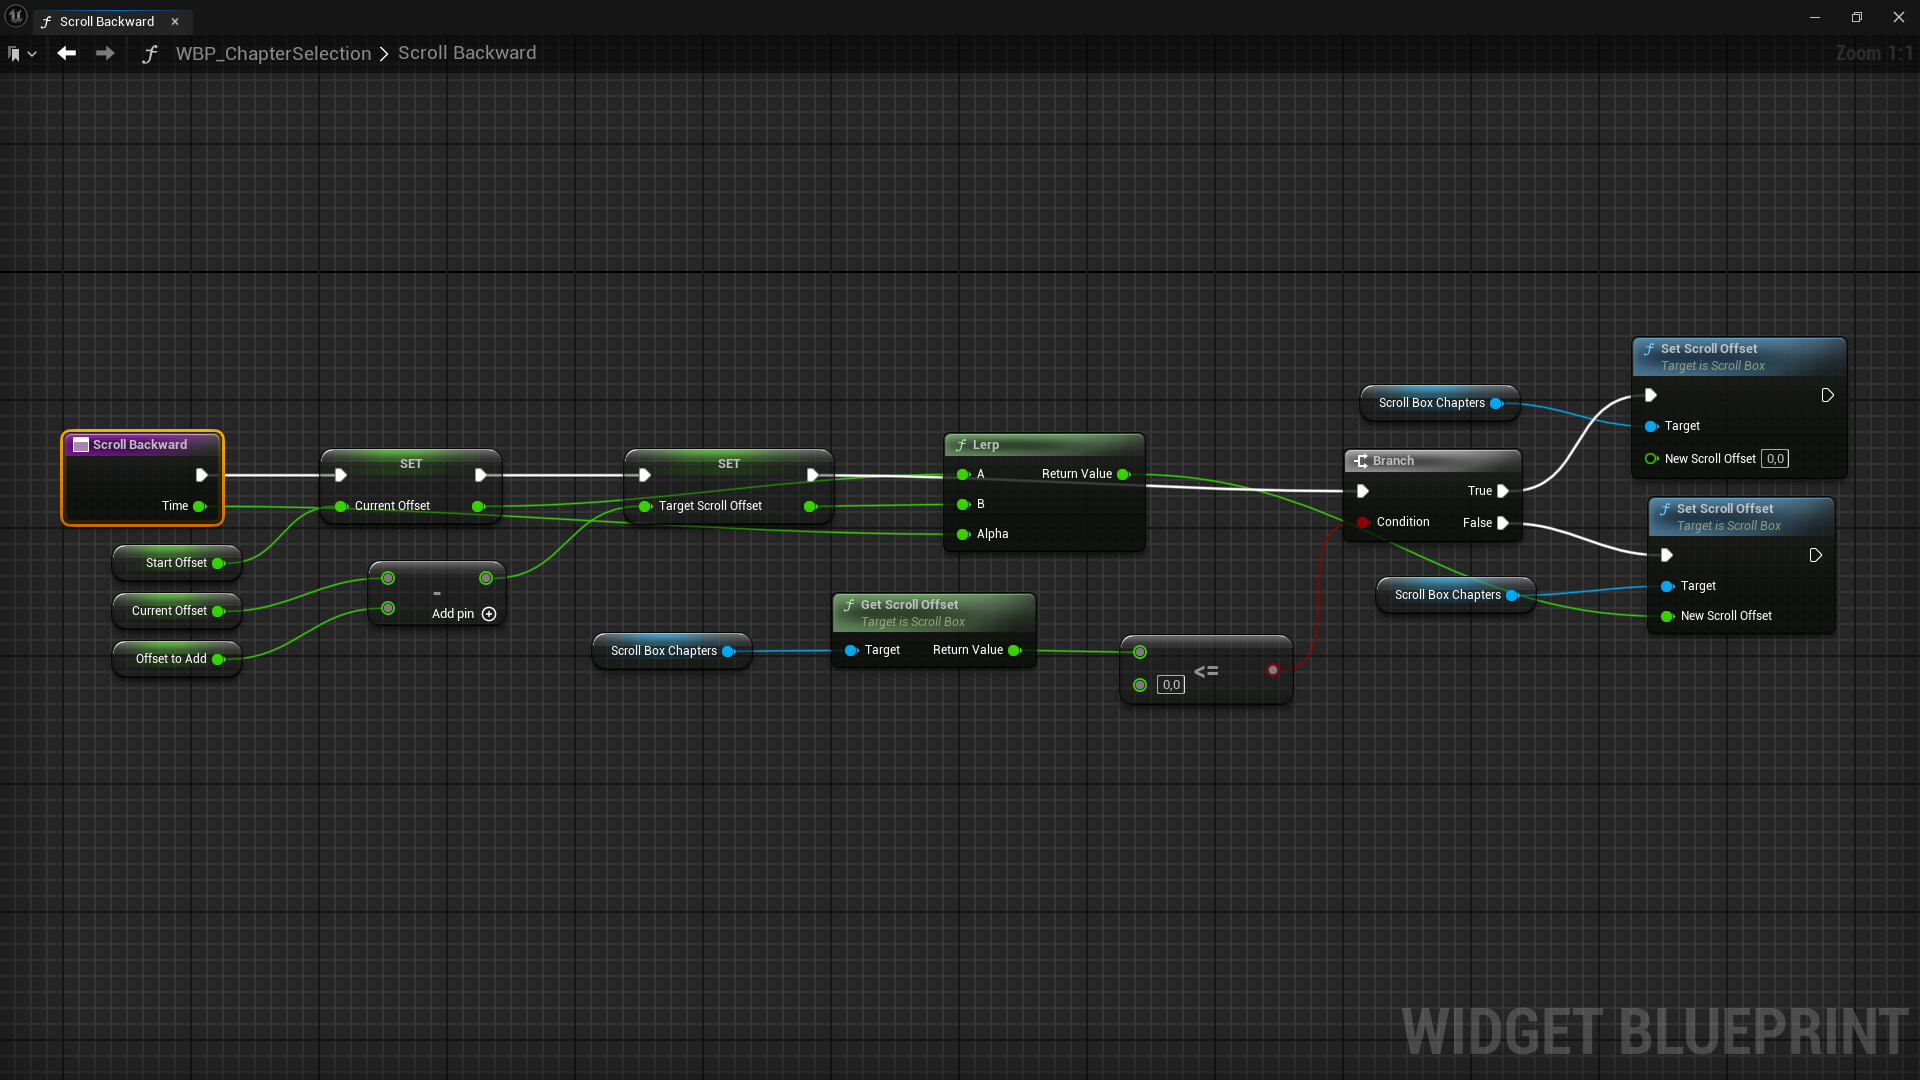 Scroll Backward
WBP_ChapterSelection > Scroll Backward
Zoom 1:1
Scroll Backward
Time
Start Offset
Current Offset
Offset to Add
SET
Current Offset
-
Add pin
SET
Target Scroll Offset
Lerp
A
Return Value
B
Alpha
Scroll Box Chapters
Get Scroll Offset
Target is Scroll Box
Target
Return Value
0,0
<=
Scroll Box Chapters
Branch
True
Condition
False
Scroll Box Chapters
Set Scroll Offset
Target is Scroll Box
Target
New Scroll Offset 0,0
Set Scroll Offset
Target is Scroll Box
Target
New Scroll Offset
WIDGET BLUEPRINT